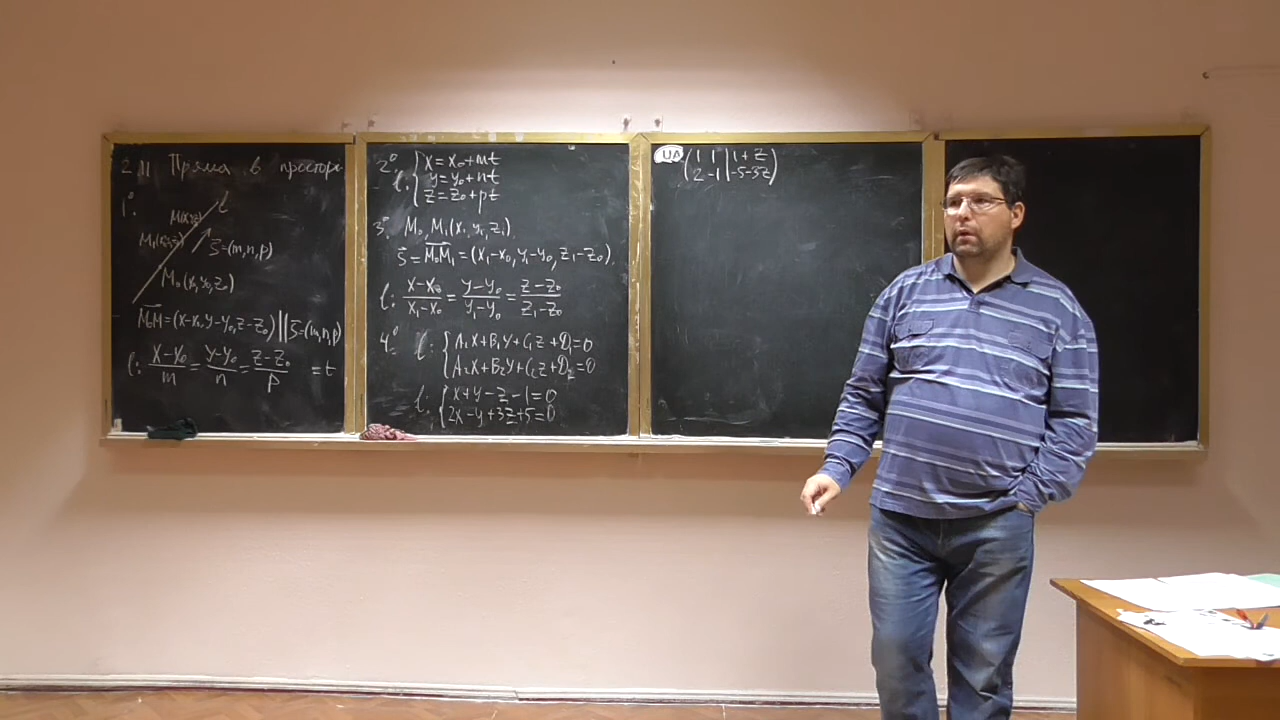 2 M Пряма в просторі
1°.
l
M(x,y,z)
M₁(x₁,y₁,z₁)
s̄=(m,n,p)
M₀(x₀,y₀,z₀)
M₀M=(x-x₀,y-y₀,z-z₀)||s̄=(m,n,p)
l: (x-x₀)/m = (y-y₀)/n = (z-z₀)/p = t
2°
l: { x = x₀+mt
y = y₀+nt
z = z₀+pt
3° M₀, M₁(x₁,y₁,z₁).
s̄ = M₀M₁ = (x₁-x₀, y₁-y₀, z₁-z₀).
l: (x-x₀)/(x₁-x₀) = (y-y₀)/(y₁-y₀) = (z-z₀)/(z₁-z₀)
4° l: { A₁x+B₁y+C₁z+D₁=0
A₂x+B₂y+C₂z+D₂=0
l: { x+y-z-1=0
2x-y+3z+5=0
UA
( 1 1 | 1+z
2 -1 | -5-3z )